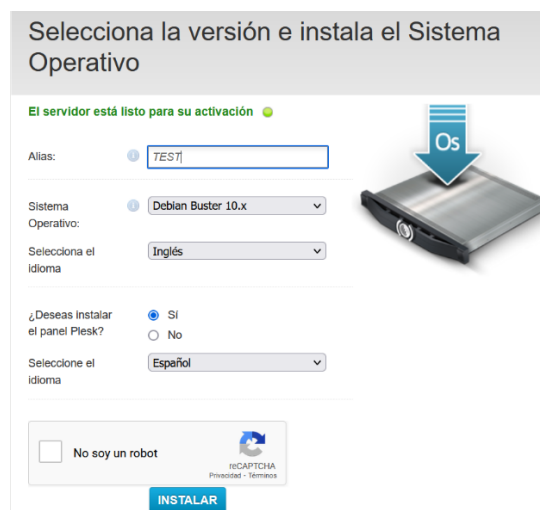 Selecciona la versión e instala el Sistema
Operativo
El servidor está listo para su activación
Alias:
TEST
Sistema
Operativo:
Debian Buster 10.x
Selecciona el
idioma
Inglés
¿Deseas instalar
el panel Plesk?
Sí
No
Seleccione el
idioma
Español
No soy un robot
reCAPTCHA
Privacidad - Términos
INSTALAR
Os